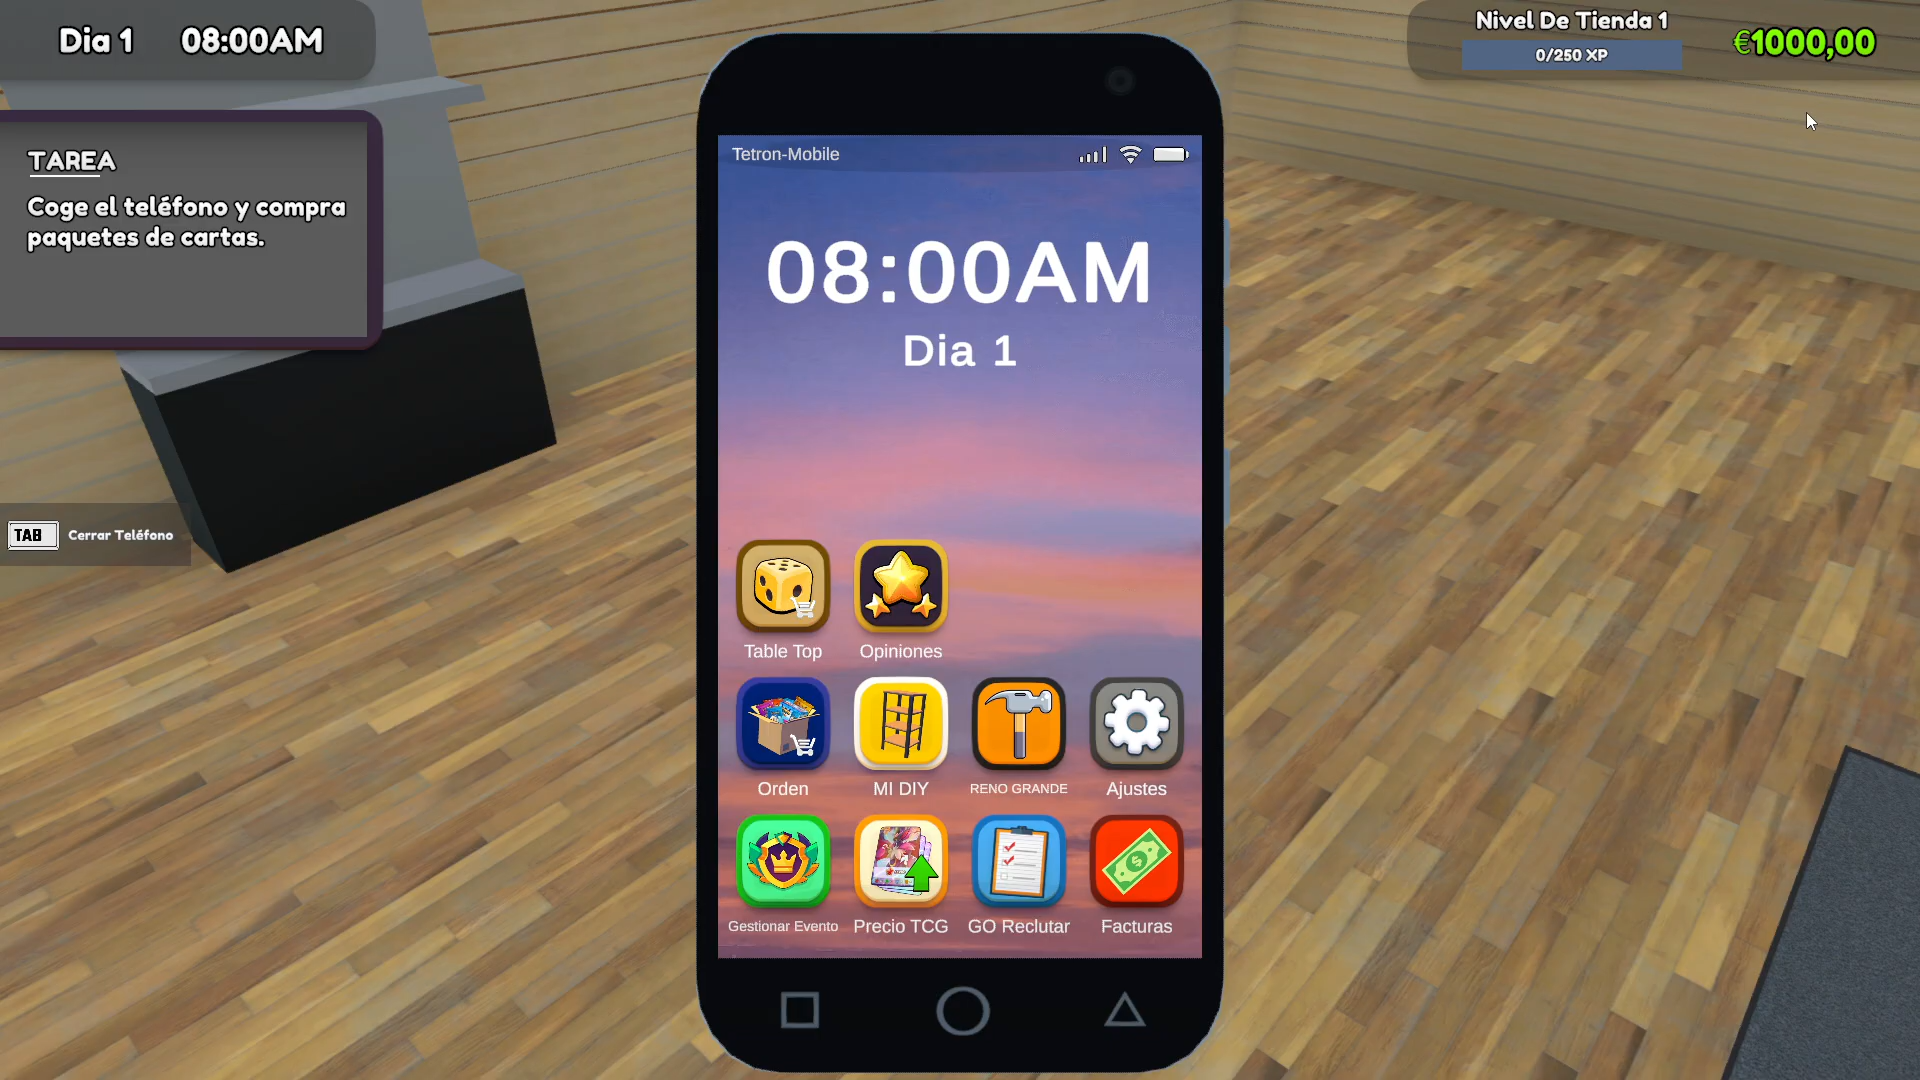 Dia 1 08:00AM
Nivel De Tienda 1
0/250 XP
€1000,00
TAREA
Coge el teléfono y compra
paquetes de cartas.
TAB Cerrar Teléfono
Tetron-Mobile
08:00AM
Dia 1
Table Top Opiniones
Orden MI DIY RENO GRANDE Ajustes
Gestionar Evento Precio TCG GO Reclutar Facturas